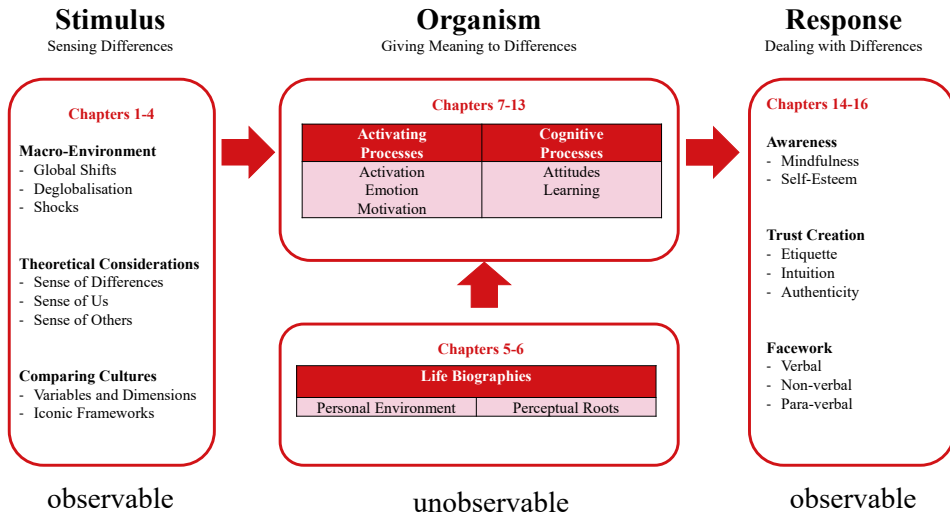 Stimulus
Sensing Differences
Chapters 1-4
Macro-Environment
- Global Shifts
- Deglobalisation
- Shocks
Theoretical Considerations
- Sense of Differences
- Sense of Us
- Sense of Others
Comparing Cultures
- Variables and Dimensions
- Iconic Frameworks
observable
Organism
Giving Meaning to Differences
Chapters 7-13
Activating
Processes
Cognitive
Processes
Activation
Emotion
Motivation
Attitudes
Learning
Chapters 5-6
Life Biographies
Personal Environment
Perceptual Roots
unobservable
Response
Dealing with Differences
Chapters 14-16
Awareness
- Mindfulness
- Self-Esteem
Trust Creation
- Etiquette
- Intuition
- Authenticity
Facework
- Verbal
- Non-verbal
- Para-verbal
observable